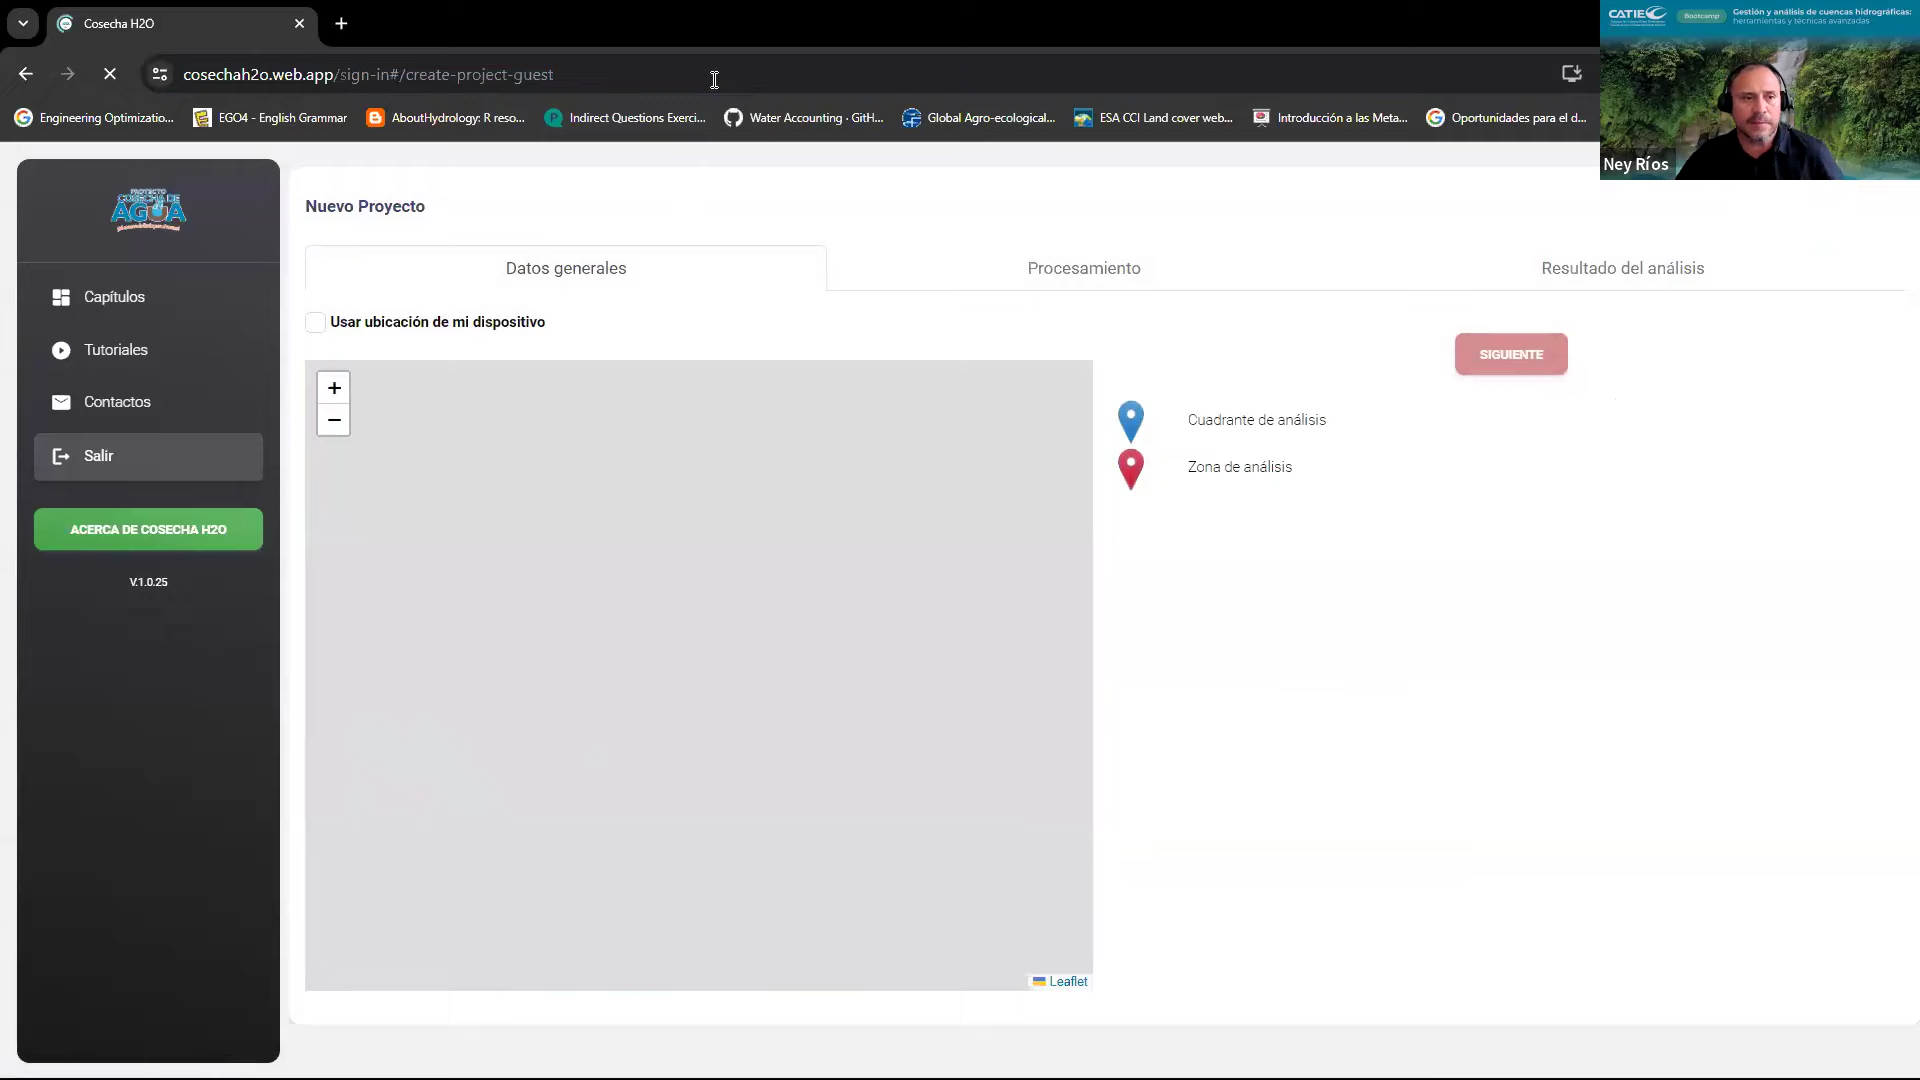 Cosecha H2O
cosechah2o.web.app/sign-in#/create-project-guest
Engineering Optimizatio...
EGO4 - English Grammar
AboutHydrology: R reso...
Indirect Questions Exerci...
Water Accounting · GitH...
Global Agro-ecological...
ESA CCI Land cover web...
Introducción a las Meta...
Oportunidades para el d...
CATIE
Bootcamp
Gestión y análisis de cuencas hidrográficas:
herramientas y técnicas avanzadas
Ney Ríos
PROYECTO
COSECHA DE
AGUA
Capítulos
Tutoriales
Contactos
Salir
ACERCA DE COSECHA H2O
V.1.0.25
Nuevo Proyecto
Datos generales
Procesamiento
Resultado del análisis
Usar ubicación de mi dispositivo
SIGUIENTE
+
−
Cuadrante de análisis
Zona de análisis
Leaflet